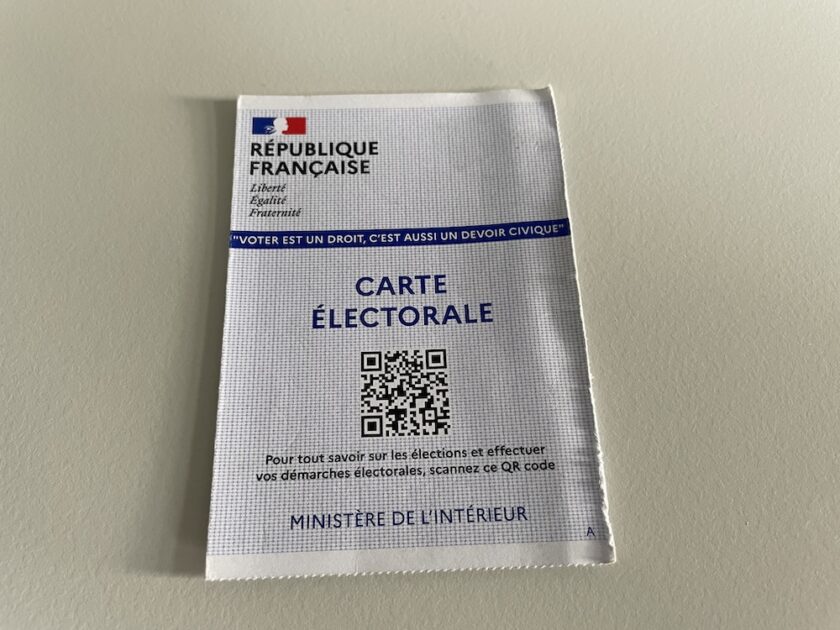 RÉPUBLIQUE
FRANÇAISE
Liberté
Égalité
Fraternité
"VOTER EST UN DROIT, C'EST AUSSI UN DEVOIR CIVIQUE"
CARTE
ÉLECTORALE
Pour tout savoir sur les élections et effectuer
vos démarches électorales, scannez ce QR code
MINISTÈRE DE L'INTÉRIEUR
A